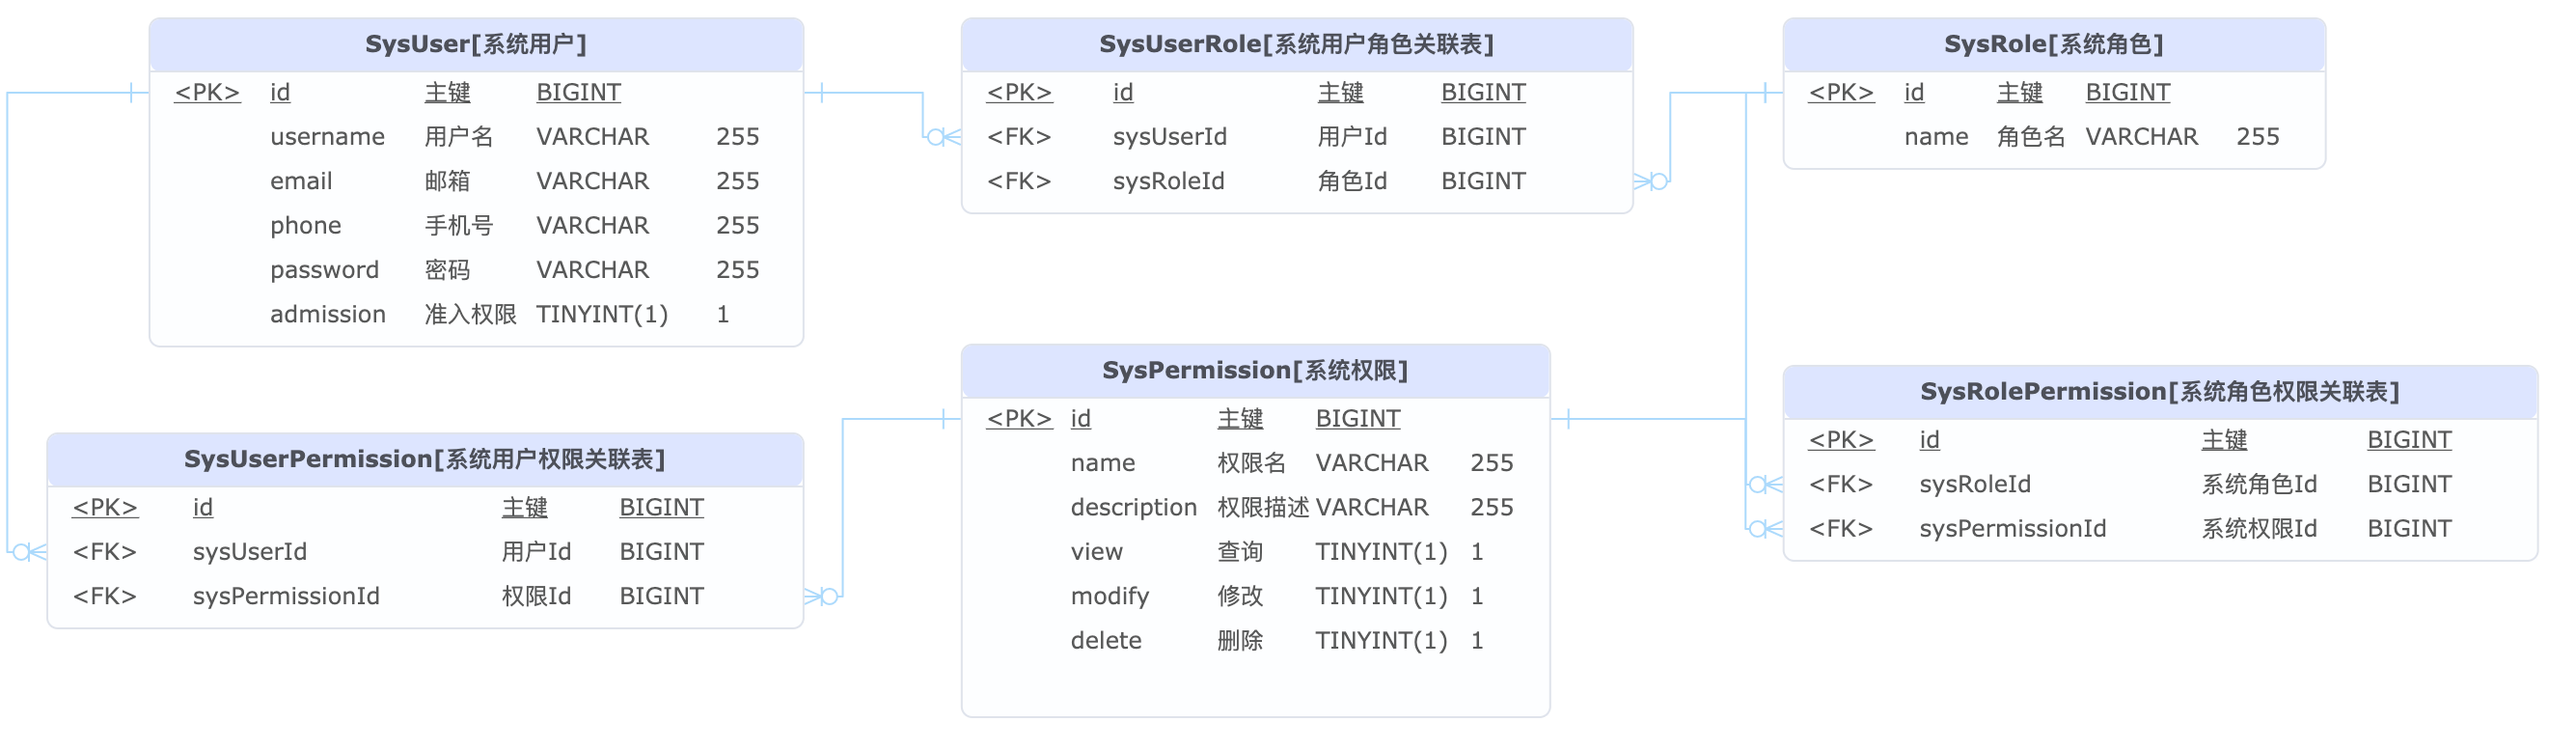 SysUser[系统用户]
<PK> id 主键 BIGINT
username 用户名 VARCHAR 255
email 邮箱 VARCHAR 255
phone 手机号 VARCHAR 255
password 密码 VARCHAR 255
admission 准入权限 TINYINT(1) 1
SysUserRole[系统用户角色关联表]
<PK> id 主键 BIGINT
<FK> sysUserId 用户Id BIGINT
<FK> sysRoleId 角色Id BIGINT
SysRole[系统角色]
<PK> id 主键 BIGINT
name 角色名 VARCHAR 255
SysUserPermission[系统用户权限关联表]
<PK> id 主键 BIGINT
<FK> sysUserId 用户Id BIGINT
<FK> sysPermissionId 权限Id BIGINT
SysPermission[系统权限]
<PK> id 主键 BIGINT
name 权限名 VARCHAR 255
description 权限描述 VARCHAR 255
view 查询 TINYINT(1) 1
modify 修改 TINYINT(1) 1
delete 删除 TINYINT(1) 1
SysRolePermission[系统角色权限关联表]
<PK> id 主键 BIGINT
<FK> sysRoleId 系统角色Id BIGINT
<FK> sysPermissionId 系统权限Id BIGINT